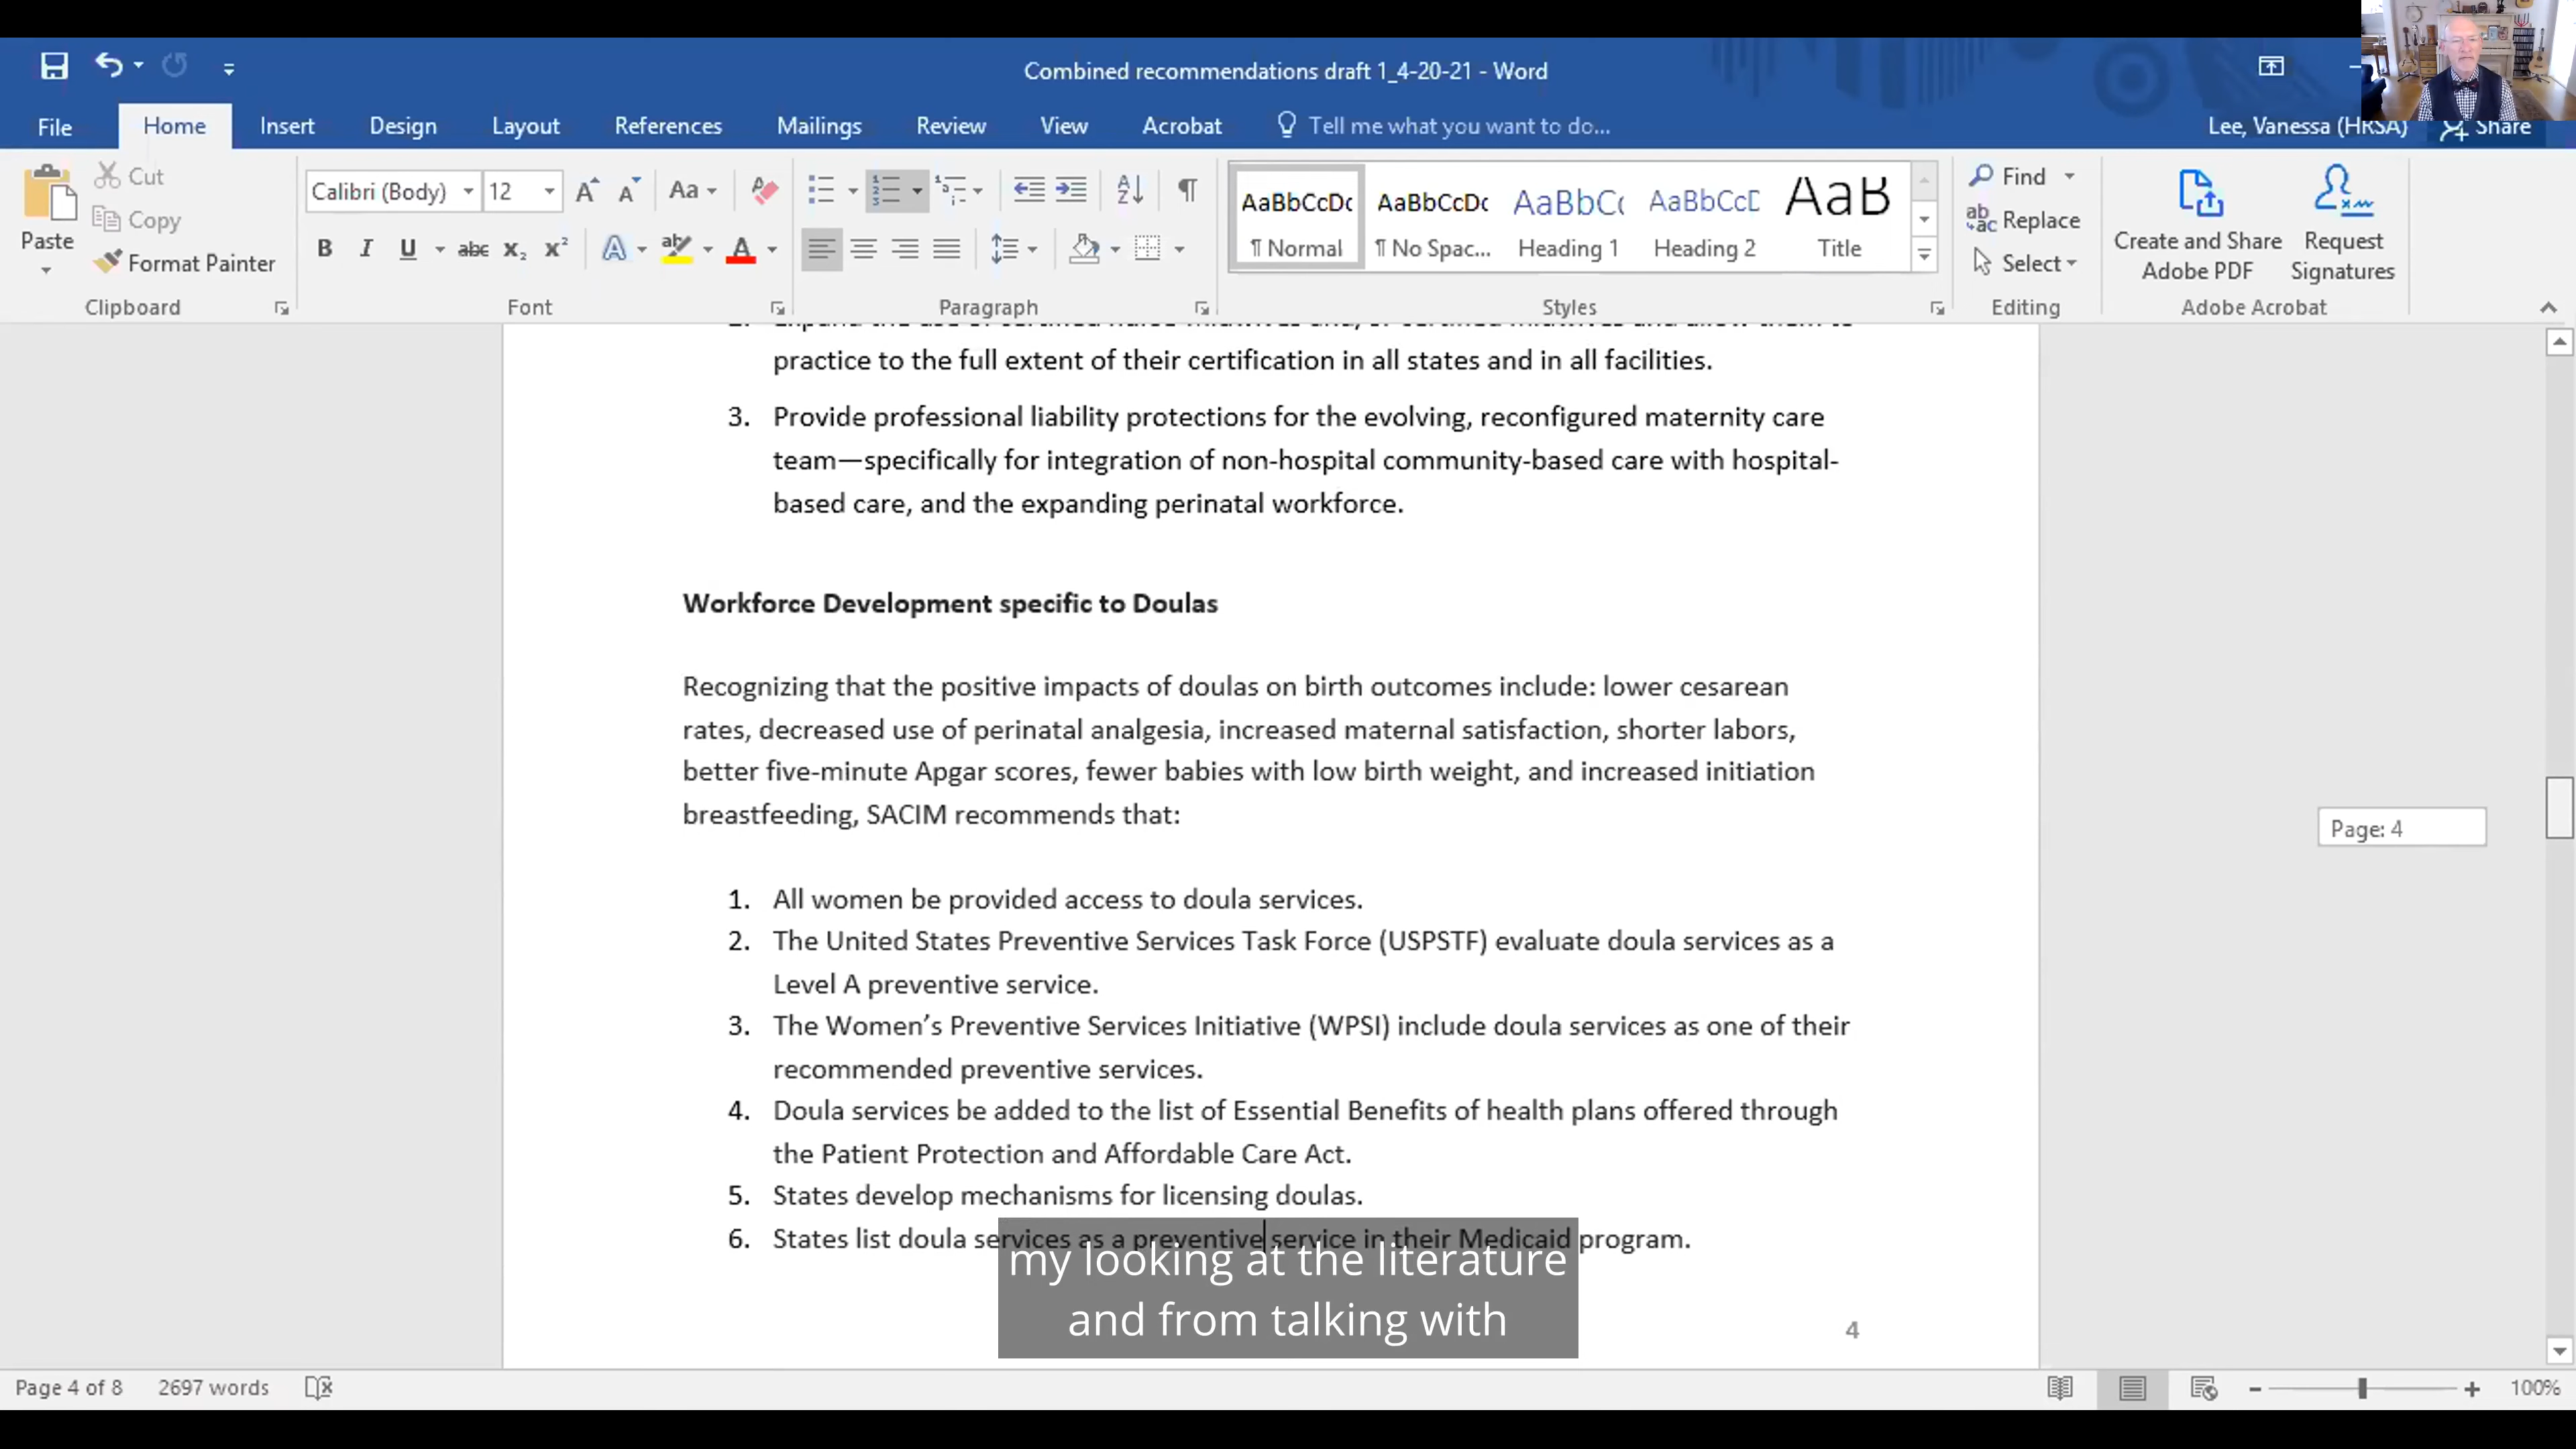 Combined recommendations draft 1_4-20-21 - Word
File Home Insert Design Layout References Mailings Review View Acrobat Tell me what you want to do... Lee, Vanessa (HRSA) Share
Paste
Cut
Copy
Format Painter
Clipboard
Calibri (Body) 12
Font
Paragraph
AaBbCcDc AaBbCcDc AaBbC AaBbCcD AaB
¶ Normal ¶ No Spac... Heading 1 Heading 2 Title
Styles
Find
Replace
Select
Editing
Create and Share Adobe PDF
Request Signatures
Adobe Acrobat
practice to the full extent of their certification in all states and in all facilities.
3. Provide professional liability protections for the evolving, reconfigured maternity care
team—specifically for integration of non-hospital community-based care with hospital-
based care, and the expanding perinatal workforce.
Workforce Development specific to Doulas
Recognizing that the positive impacts of doulas on birth outcomes include: lower cesarean
rates, decreased use of perinatal analgesia, increased maternal satisfaction, shorter labors,
better five-minute Apgar scores, fewer babies with low birth weight, and increased initiation
breastfeeding, SACIM recommends that:
1. All women be provided access to doula services.
2. The United States Preventive Services Task Force (USPSTF) evaluate doula services as a
Level A preventive service.
3. The Women’s Preventive Services Initiative (WPSI) include doula services as one of their
recommended preventive services.
4. Doula services be added to the list of Essential Benefits of health plans offered through
the Patient Protection and Affordable Care Act.
5. States develop mechanisms for licensing doulas.
6. States list doula services as a preventive service in their Medicaid program.
my looking at the literature
and from talking with
4
Page: 4
Page 4 of 8 2697 words 100%